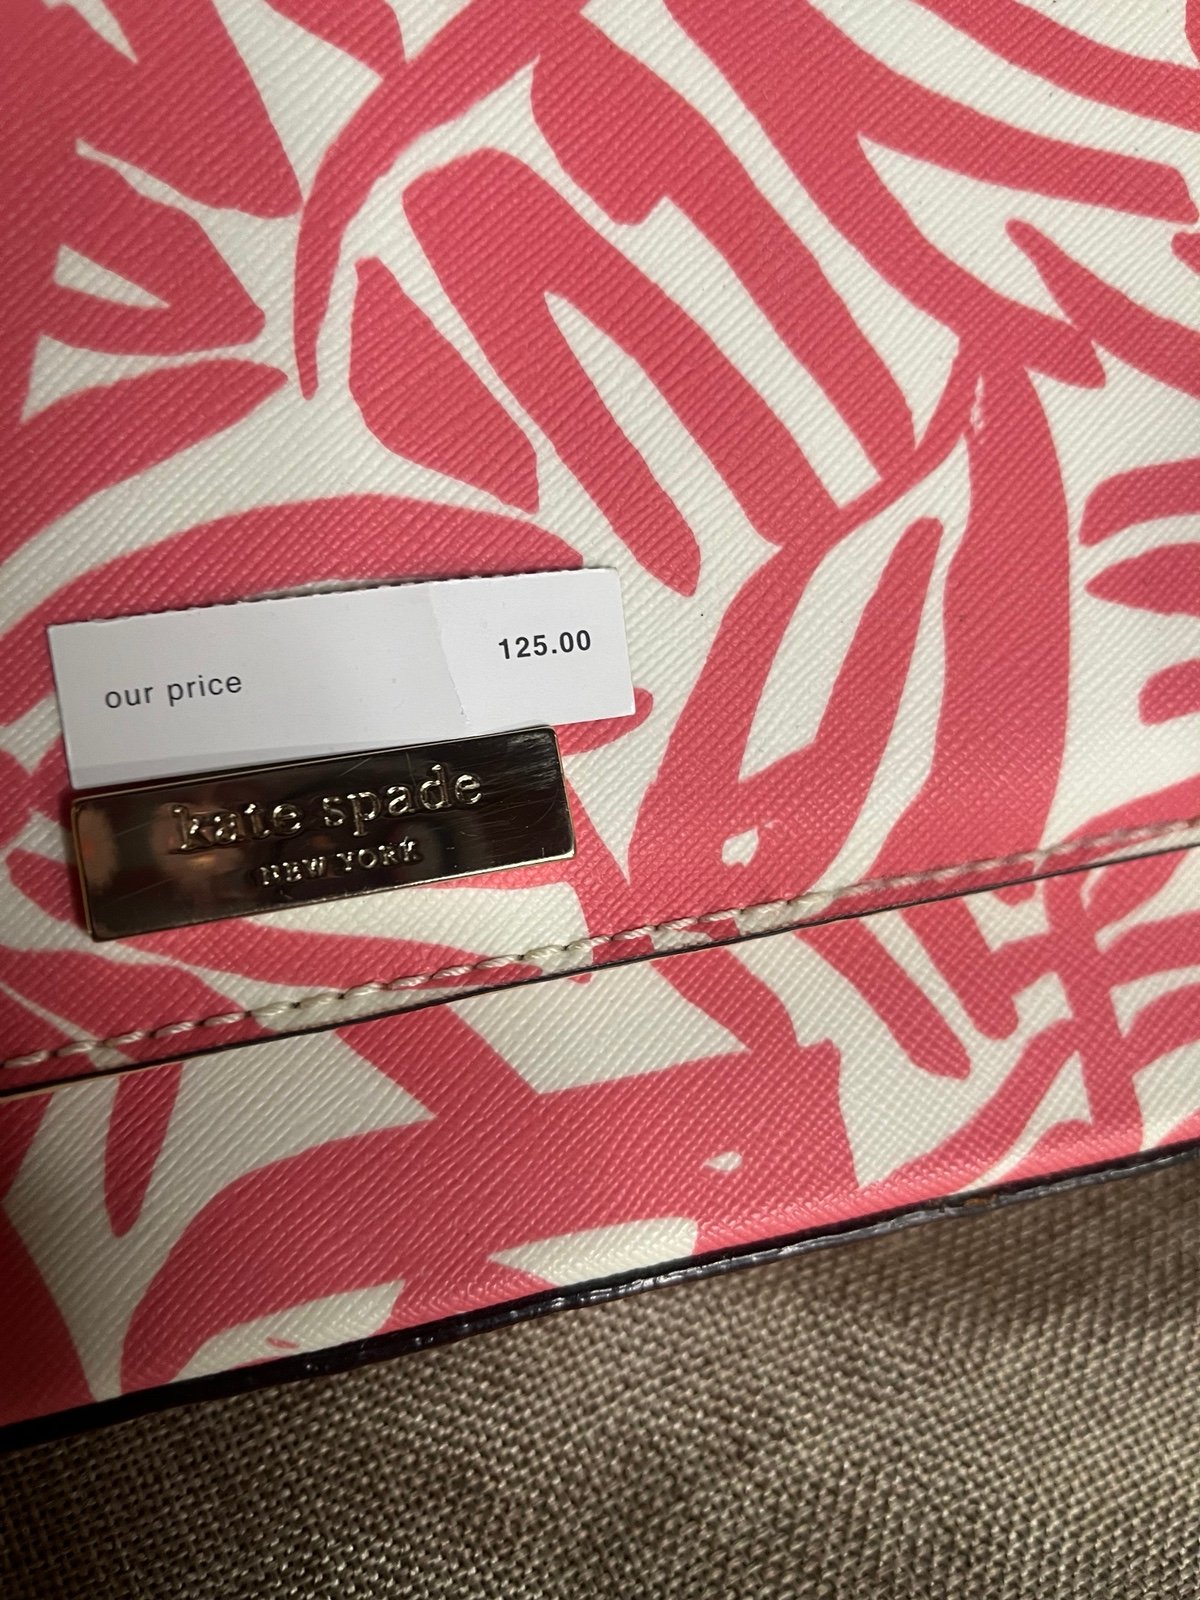 125.00
our price
kate spade
NEW YORK